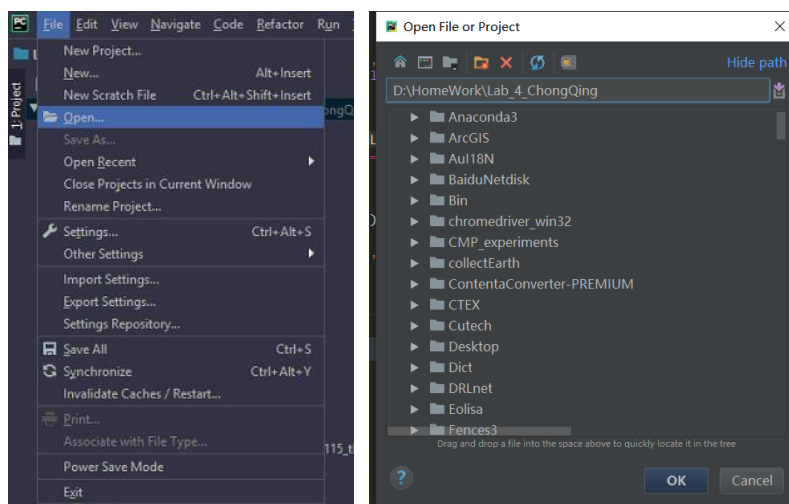 PC File Edit View Navigate Code Refactor Run
New Project...
New... Alt+Insert
New Scratch File Ctrl+Alt+Shift+Insert
Open...
Save As...
Open Recent
Close Projects in Current Window
Rename Project...
Settings... Ctrl+Alt+S
Other Settings
Import Settings...
Export Settings...
Settings Repository...
Save All Ctrl+S
Synchronize Ctrl+Alt+Y
Invalidate Caches / Restart...
Print...
Associate with File Type...
Power Save Mode
Exit
1: Project
ongQ
115_t
Open File or Project
Hide path
D:\HomeWork\Lab_4_ChongQing
Anaconda3
ArcGIS
AuI18N
BaiduNetdisk
Bin
chromedriver_win32
CMP_experiments
collectEarth
ContentaConverter-PREMIUM
CTEX
Cutech
Desktop
Dict
DRLnet
Eolisa
Fences3
Drag and drop a file into the space above to quickly locate it in the tree
? OK Cancel